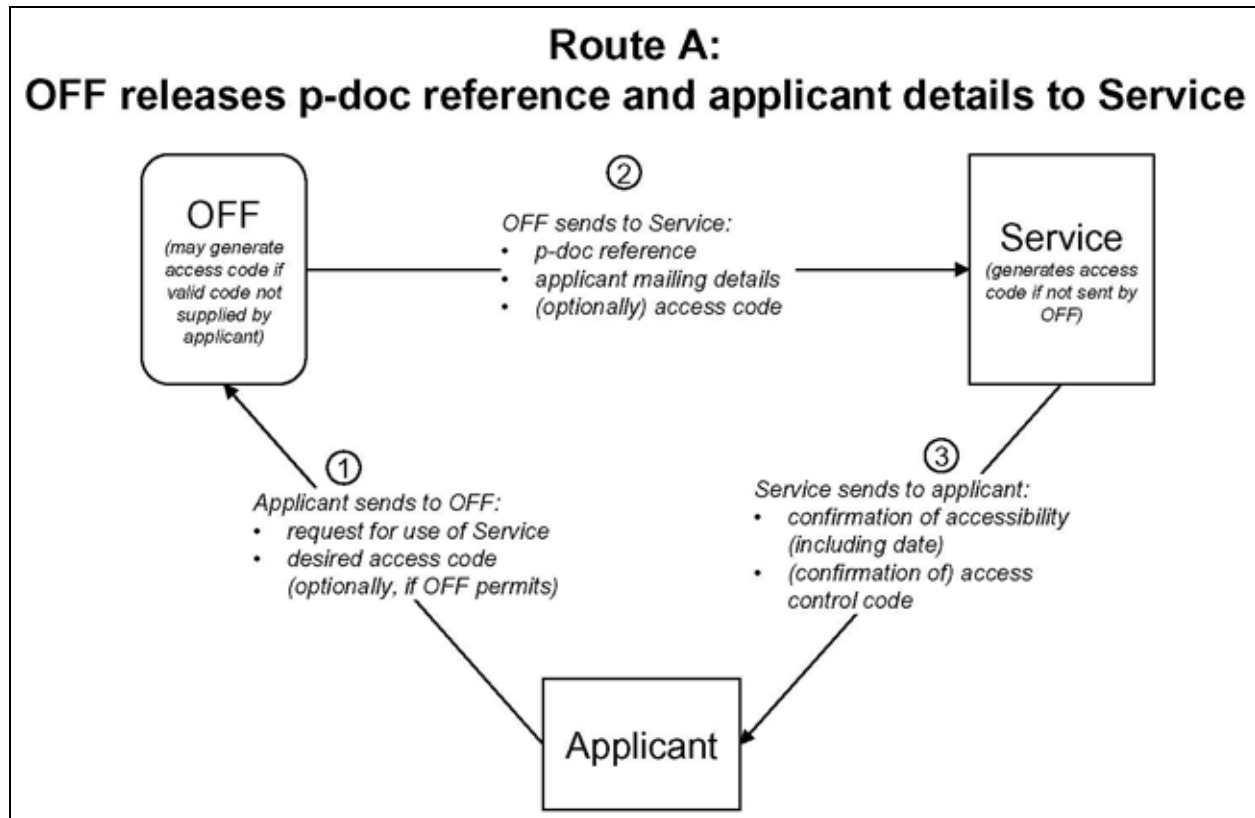 Route A:
OFF releases p-doc reference and applicant details to Service
OFF
(may generate
access code if
valid code not
supplied by
applicant)
2
OFF sends to Service:
• p-doc reference
• applicant mailing details
• (optionally) access code
Service
(generates access
code if not sent by
OFF)
1
Applicant sends to OFF:
• request for use of Service
• desired access code
(optionally, if OFF permits)
3
Service sends to applicant:
• confirmation of accessibility
(including date)
• (confirmation of) access
control code
Applicant